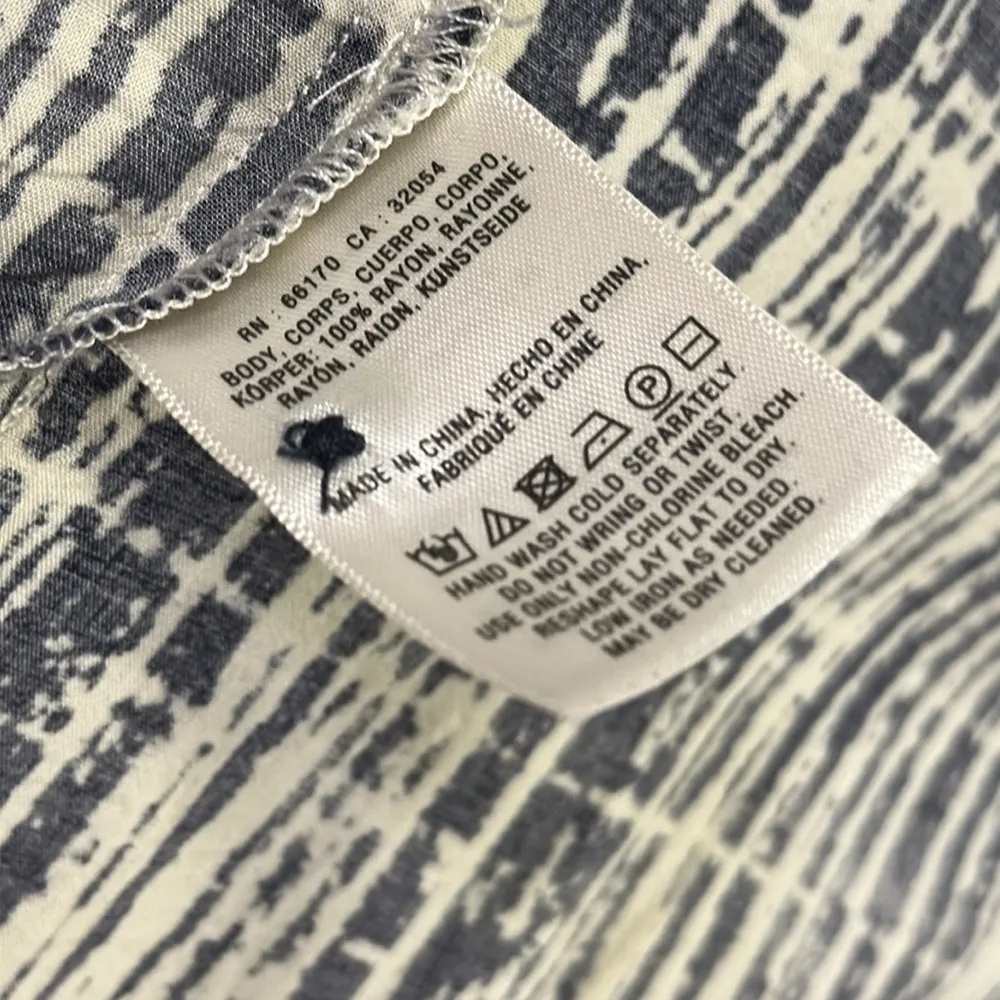 RN : 66170 CA : 32054
BODY, CORPS, CUERPO, CORPO,
KÖRPER: 100% RAYON, RAYONNE,
RAYÓN, RAION, KUNSTSEIDE
MADE IN CHINA, HECHO EN CHINA,
FABRIQUÉ EN CHINE
P
HAND WASH COLD SEPARATELY.
DO NOT WRING OR TWIST.
USE ONLY NON-CHLORINE BLEACH.
RESHAPE LAY FLAT TO DRY.
LOW IRON AS NEEDED.
MAY BE DRY CLEANED.